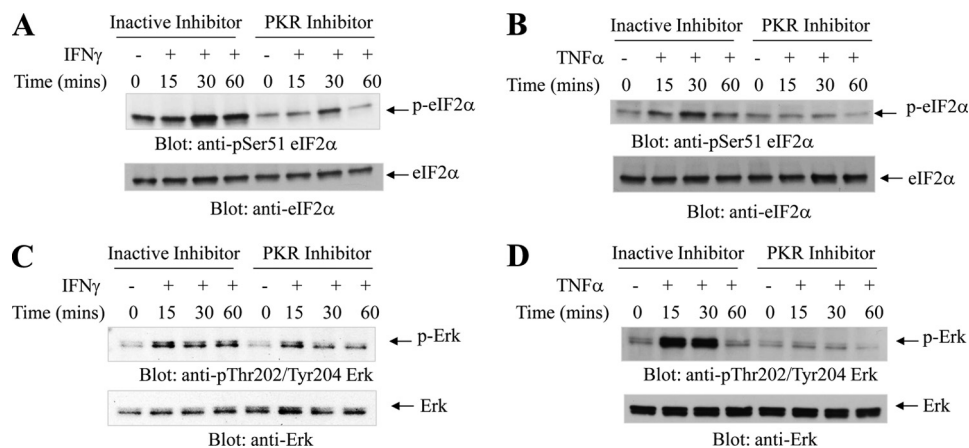 A
Inactive Inhibitor PKR Inhibitor
IFNγ - + + + - + + +
Time (mins) 0 15 30 60 0 15 30 60
p-eIF2α
Blot: anti-pSer51 eIF2α
eIF2α
Blot: anti-eIF2α
B
Inactive Inhibitor PKR Inhibitor
TNFα - + + + - + + +
Time (mins) 0 15 30 60 0 15 30 60
p-eIF2α
Blot: anti-pSer51 eIF2α
eIF2α
Blot: anti-eIF2α
C
Inactive Inhibitor PKR Inhibitor
IFNγ - + + + - + + +
Time (mins) 0 15 30 60 0 15 30 60
p-Erk
Blot: anti-pThr202/Tyr204 Erk
Erk
Blot: anti-Erk
D
Inactive Inhibitor PKR Inhibitor
TNFα - + + + - + + +
Time (mins) 0 15 30 60 0 15 30 60
p-Erk
Blot: anti-pThr202/Tyr204 Erk
Erk
Blot: anti-Erk